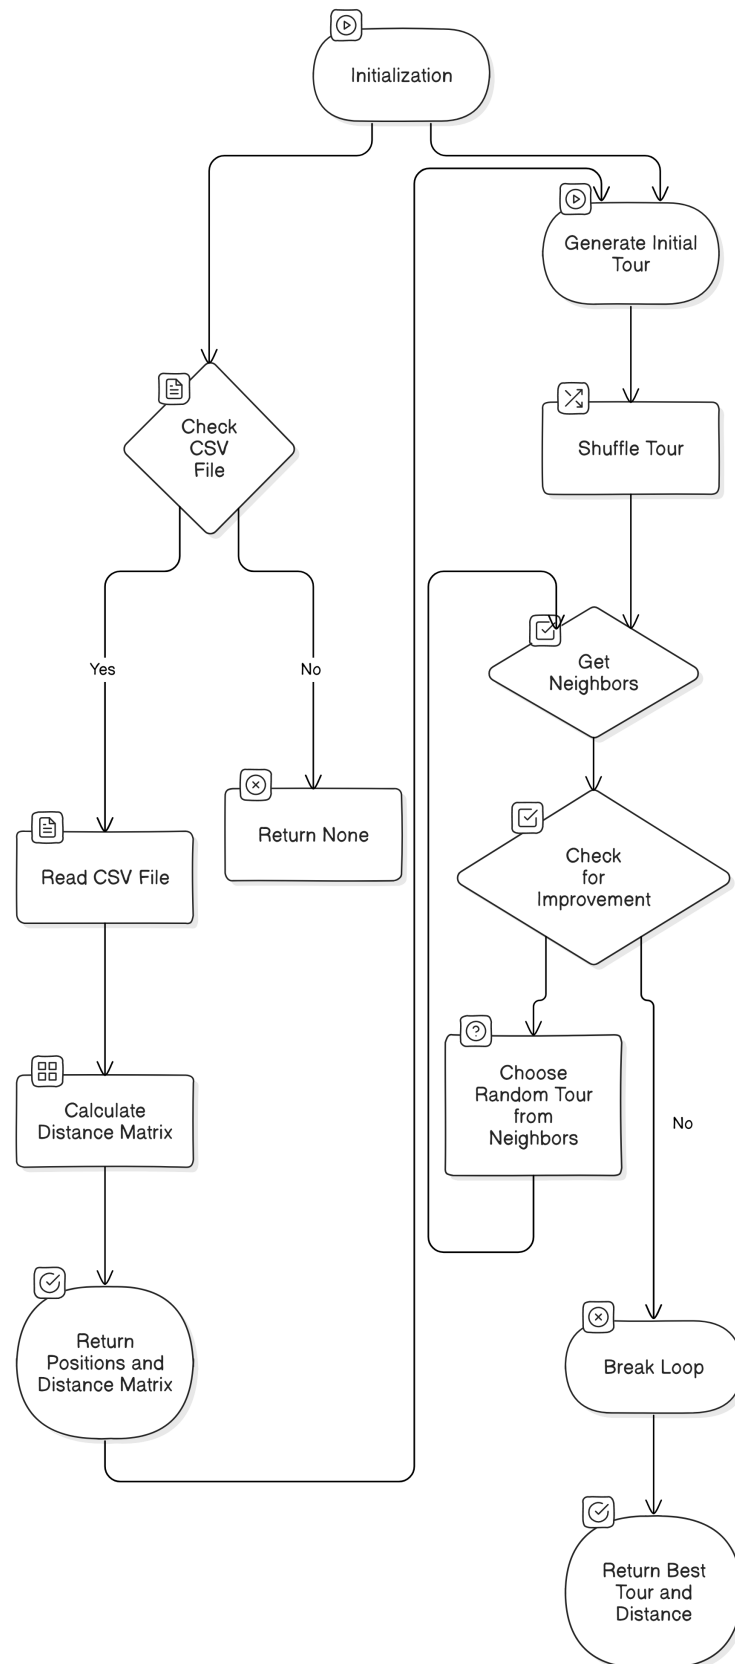 Initialization
Generate Initial
Tour
Check
CSV
File
Shuffle Tour
Yes
No
Get
Neighbors
Return None
Read CSV File
Check
for
Improvement
Choose
Random Tour
from
Neighbors
No
Calculate
Distance Matrix
Return
Positions and
Distance Matrix
Break Loop
Return Best
Tour and
Distance